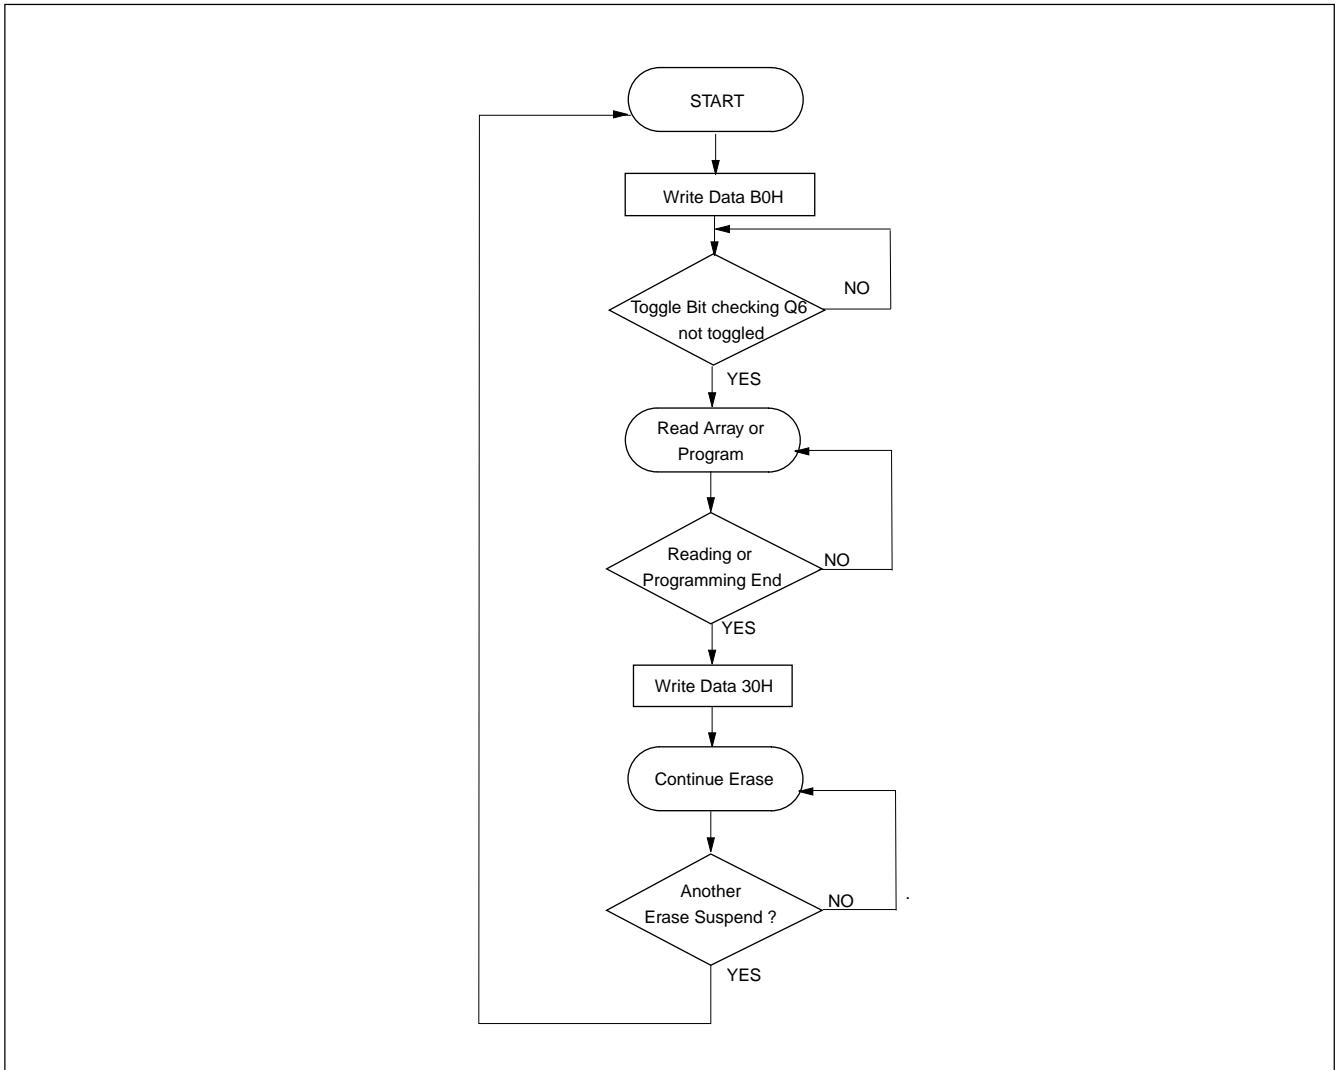 START
Write Data B0H
NO
Toggle Bit checking Q6
not toggled
YES
Read Array or
Program
Reading or
NO
Programming End
YES
Write Data 30H
Continue Erase
Another
NO
Erase Suspend ?
.
YES